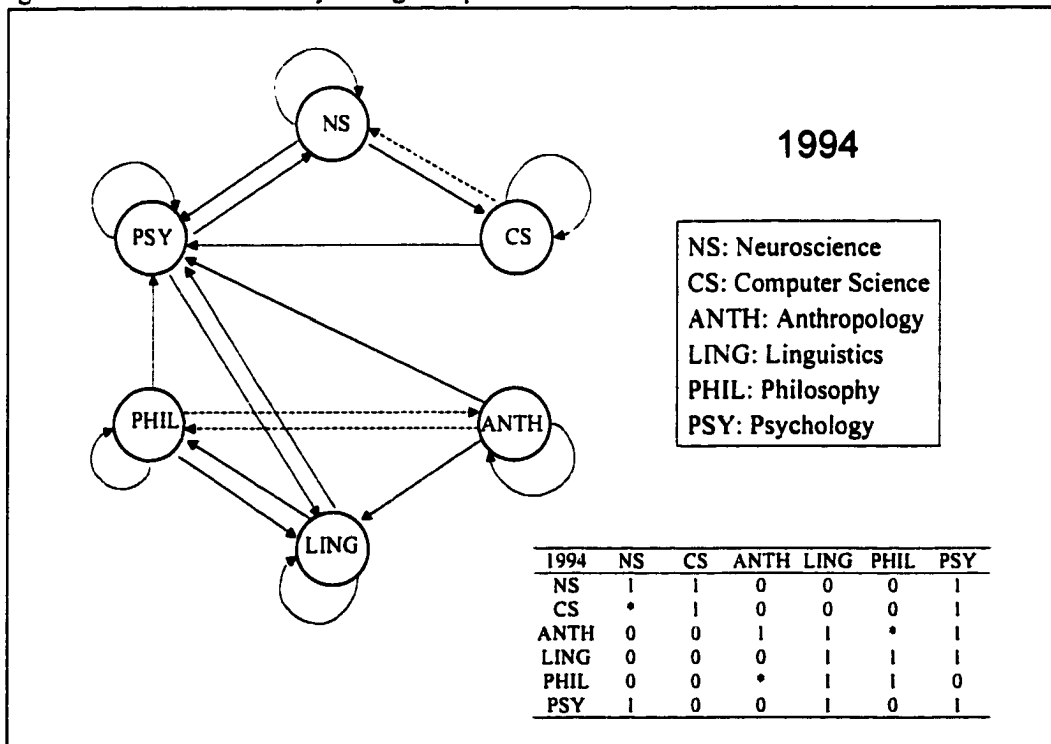 NS
1994
PSY
CS
NS: Neuroscience
CS: Computer Science
ANTH: Anthropology
LING: Linguistics
PHIL: Philosophy
PSY: Psychology
PHIL
ANTH
LING
1994 NS CS ANTH LING PHIL PSY
NS 1 1 0 0 0 1
CS * 1 0 0 0 1
ANTH 0 0 1 1 * 1
LING 0 0 0 1 1 1
PHIL 0 0 * 1 1 0
PSY 1 0 0 1 0 1